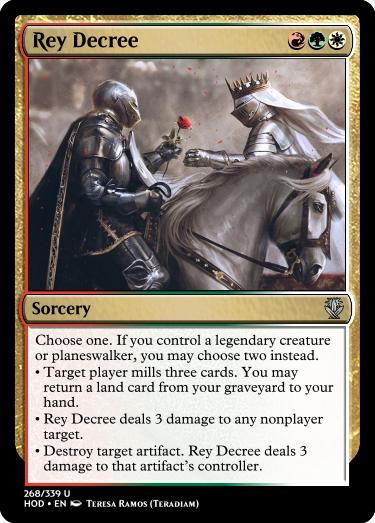 Rey Decree
Sorcery
Choose one. If you control a legendary creature
or planeswalker, you may choose two instead.
• Target player mills three cards. You may
return a land card from your graveyard to your
hand.
• Rey Decree deals 3 damage to any nonplayer
target.
• Destroy target artifact. Rey Decree deals 3
damage to that artifact's controller.
268/339 U
HOD • EN Teresa Ramos (Teradiam)